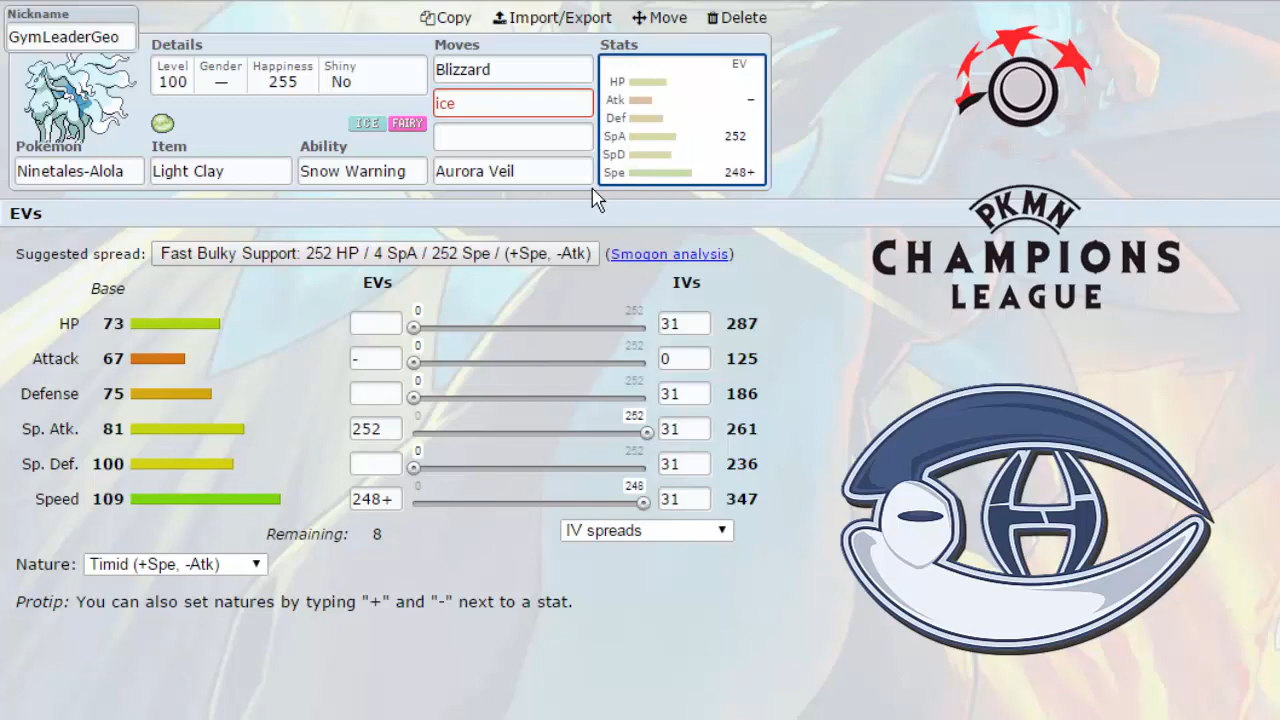 Nickname
GymLeaderGeo
Copy Import/Export Move Delete
Details
Level Gender Happiness Shiny
100 — 255 No
ICE FAIRY
Pokémon Item Ability
Ninetales-Alola Light Clay Snow Warning
Moves
Blizzard
ice
Aurora Veil
Stats
EV
HP
Atk –
Def
SpA 252
SpD
Spe 248+
EVs
Suggested spread: Fast Bulky Support: 252 HP / 4 SpA / 252 Spe / (+Spe, -Atk) (Smogon analysis)
Base EVs IVs
HP 73 0 252 31 287
Attack 67 - 0 252 0 125
Defense 75 0 252 31 186
Sp. Atk. 81 252 0 252 31 261
Sp. Def. 100 0 252 31 236
Speed 109 248+ 0 248 31 347
Remaining: 8 IV spreads
Nature: Timid (+Spe, -Atk)
Protip: You can also set natures by typing "+" and "-" next to a stat.
PKMN
CHAMPIONS
LEAGUE